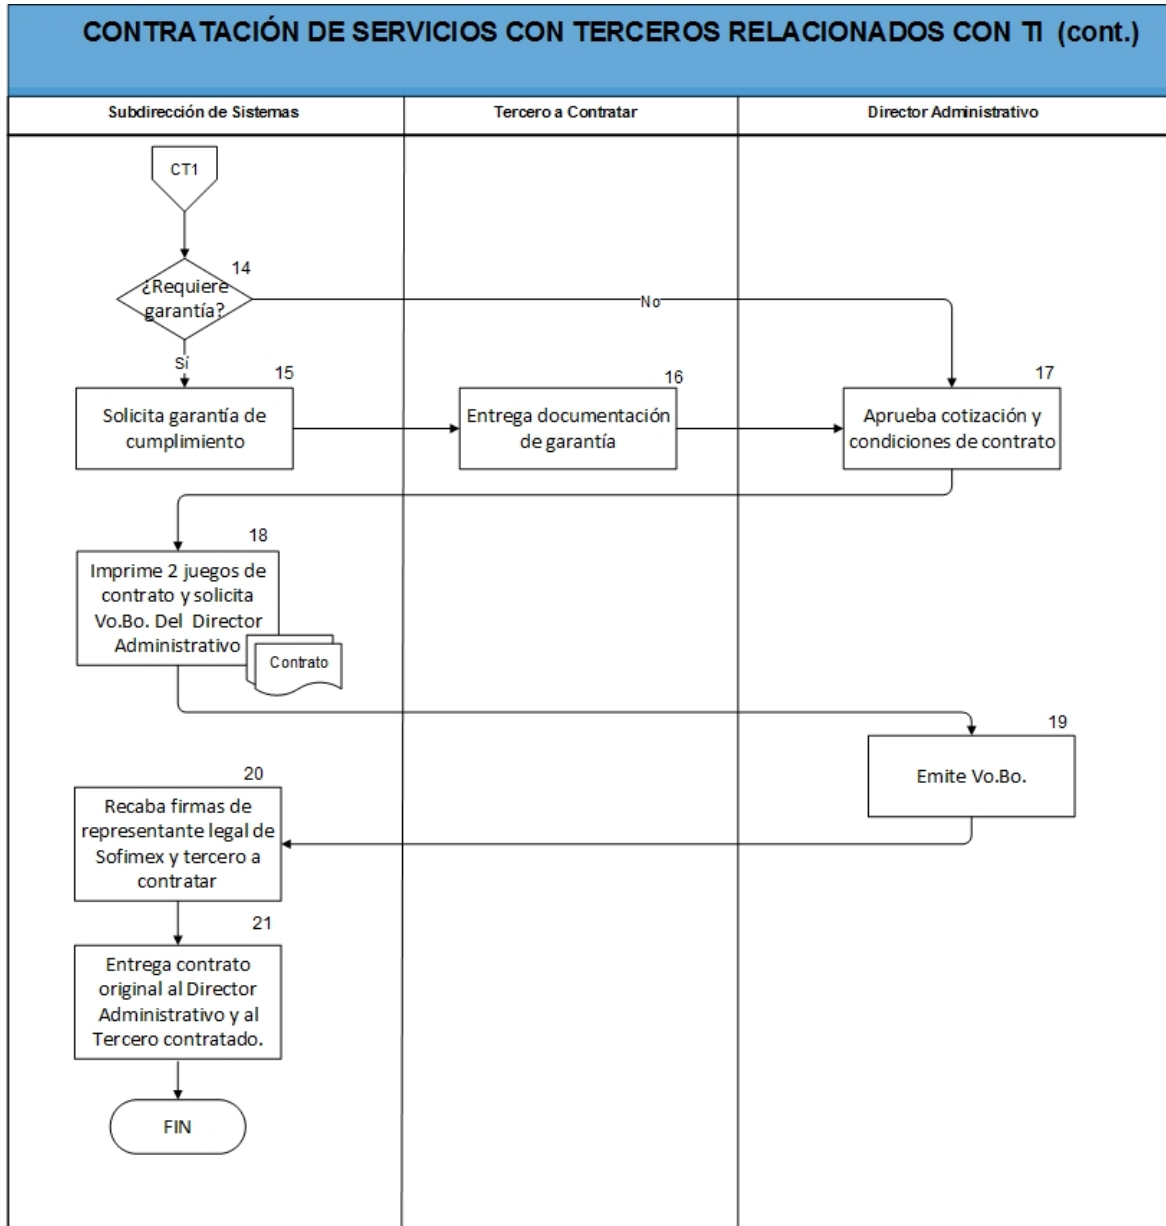 CONTRATACIÓN DE SERVICIOS CON TERCEROS RELACIONADOS CON TI (cont.)
Subdirección de Sistemas
Tercero a Contratar
Director Administrativo
CT1
14
¿Requiere
garantía?
No
Sí
15
Solicita garantía de
cumplimiento
16
Entrega documentación
de garantía
17
Aprueba cotización y
condiciones de contrato
18
Imprime 2 juegos de
contrato y solicita
Vo.Bo. Del Director
Administrativo
Contrato
19
Emite Vo.Bo.
20
Recaba firmas de
representante legal de
Sofimex y tercero a
contratar
21
Entrega contrato
original al Director
Administrativo y al
Tercero contratado.
FIN